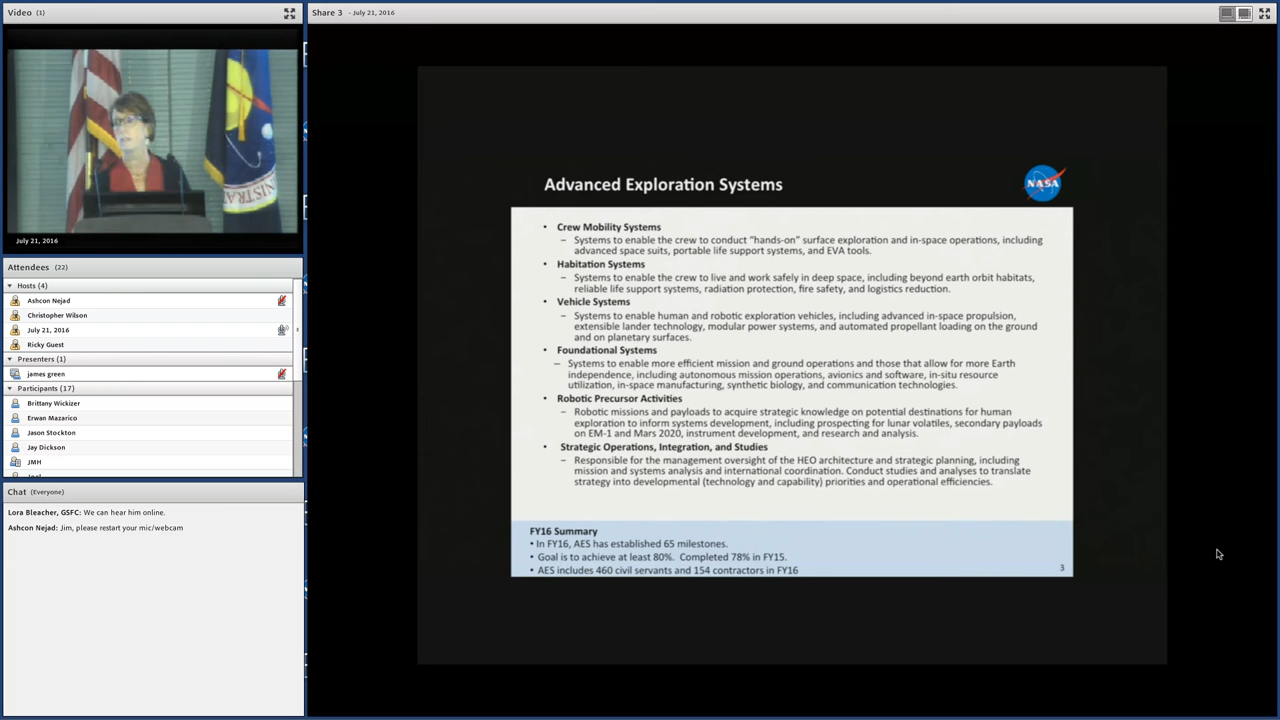 Video (1)
Share 3 - July 21, 2016
NISTRAT
July 21, 2016
Attendees (22)
Hosts (4)
Ashcon Nejad
Christopher Wilson
July 21, 2016
Ricky Guest
Presenters (1)
james green
Participants (17)
Brittany Wickizer
Erwan Mazarico
Jason Stockton
Jay Dickson
JMH
Chat (Everyone)
Lora Bleacher, GSFC: We can hear him online.
Ashcon Nejad: Jim, please restart your mic/webcam
Advanced Exploration Systems
NASA
• Crew Mobility Systems
– Systems to enable the crew to conduct “hands-on” surface exploration and in-space operations, including
advanced space suits, portable life support systems, and EVA tools.
• Habitation Systems
– Systems to enable the crew to live and work safely in deep space, including beyond earth orbit habitats,
reliable life support systems, radiation protection, fire safety, and logistics reduction.
• Vehicle Systems
– Systems to enable human and robotic exploration vehicles, including advanced in-space propulsion,
extensible lander technology, modular power systems, and automated propellant loading on the ground
and on planetary surfaces.
• Foundational Systems
– Systems to enable more efficient mission and ground operations and those that allow for more Earth
independence, including autonomous mission operations, avionics and software, in-situ resource
utilization, in-space manufacturing, synthetic biology, and communication technologies.
• Robotic Precursor Activities
– Robotic missions and payloads to acquire strategic knowledge on potential destinations for human
exploration to inform systems development, including prospecting for lunar volatiles, secondary payloads
on EM-1 and Mars 2020, instrument development, and research and analysis.
• Strategic Operations, Integration, and Studies
– Responsible for the management oversight of the HEO architecture and strategic planning, including
mission and systems analysis and international coordination. Conduct studies and analyses to translate
strategy into developmental (technology and capability) priorities and operational efficiencies.
FY16 Summary
• In FY16, AES has established 65 milestones.
• Goal is to achieve at least 80%. Completed 78% in FY15.
• AES includes 460 civil servants and 154 contractors in FY16
3